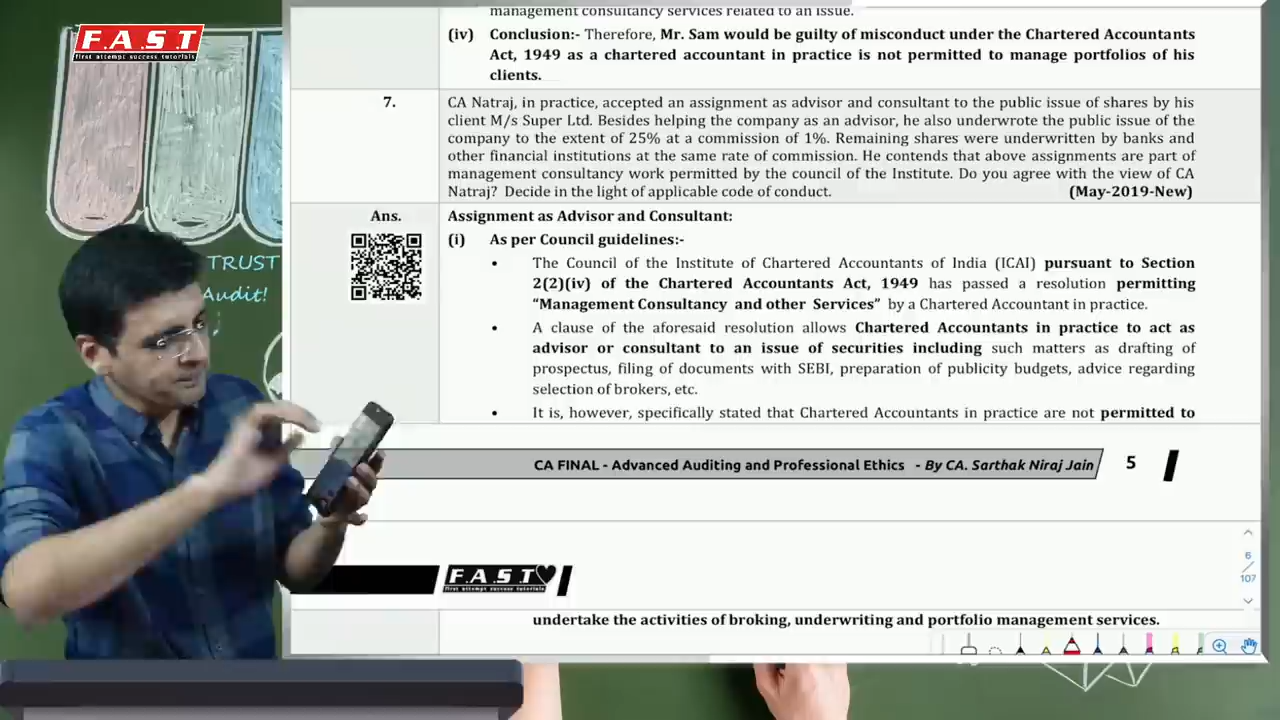 F.A.S.T
first attempt success tutorials
TRUST
Audit!
management consultancy services related to an issue.
(iv) Conclusion:- Therefore, Mr. Sam would be guilty of misconduct under the Chartered Accountants
Act, 1949 as a chartered accountant in practice is not permitted to manage portfolios of his
clients.
7. CA Natraj, in practice, accepted an assignment as advisor and consultant to the public issue of shares by his
client M/s Super Ltd. Besides helping the company as an advisor, he also underwrote the public issue of the
company to the extent of 25% at a commission of 1%. Remaining shares were underwritten by banks and
other financial institutions at the same rate of commission. He contends that above assignments are part of
management consultancy work permitted by the council of the Institute. Do you agree with the view of CA
Natraj? Decide in the light of applicable code of conduct. (May-2019-New)
Ans. Assignment as Advisor and Consultant:
(i) As per Council guidelines:-
• The Council of the Institute of Chartered Accountants of India (ICAI) pursuant to Section
2(2)(iv) of the Chartered Accountants Act, 1949 has passed a resolution permitting
“Management Consultancy and other Services” by a Chartered Accountant in practice.
• A clause of the aforesaid resolution allows Chartered Accountants in practice to act as
advisor or consultant to an issue of securities including such matters as drafting of
prospectus, filing of documents with SEBI, preparation of publicity budgets, advice regarding
selection of brokers, etc.
• It is, however, specifically stated that Chartered Accountants in practice are not permitted to
CA FINAL - Advanced Auditing and Professional Ethics - By CA. Sarthak Niraj Jain 5
6
/
107
F.A.S.T
first attempt success tutorials
undertake the activities of broking, underwriting and portfolio management services.